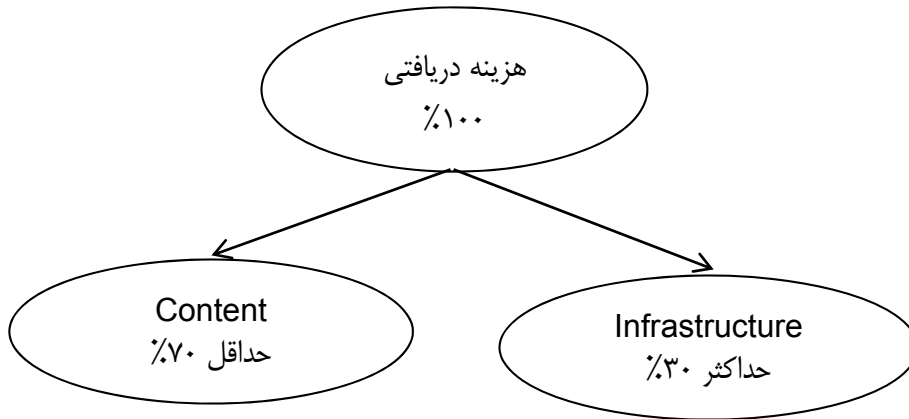 هزینه دریافتی
٪۱۰۰
Content
حداقل ۷۰٪
Infrastructure
حداکثر ۳۰٪